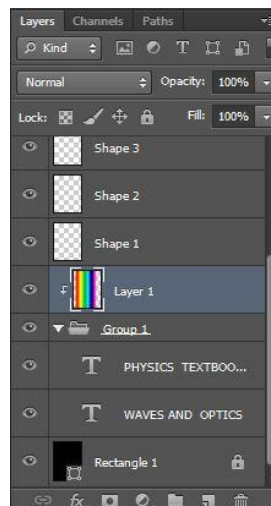 Layers Channels Paths
Kind T
Normal Opacity: 100%
Lock: Fill: 100%
Shape 3
Shape 2
Shape 1
Layer 1
Group 1
T PHYSICS TEXTBOO...
T WAVES AND OPTICS
Rectangle 1
fx.